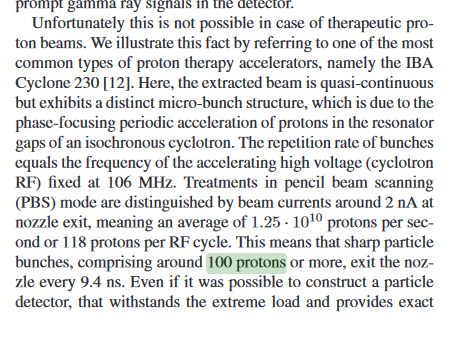 prompt gamma ray signals in the detector.
Unfortunately this is not possible in case of therapeutic pro-
ton beams. We illustrate this fact by referring to one of the most
common types of proton therapy accelerators, namely the IBA
Cyclone 230 [12]. Here, the extracted beam is quasi-continuous
but exhibits a distinct micro-bunch structure, which is due to the
phase-focusing periodic acceleration of protons in the resonator
gaps of an isochronous cyclotron. The repetition rate of bunches
equals the frequency of the accelerating high voltage (cyclotron
RF) fixed at 106 MHz. Treatments in pencil beam scanning
(PBS) mode are distinguished by beam currents around 2 nA at
nozzle exit, meaning an average of 1.25 · 10¹⁰ protons per sec-
ond or 118 protons per RF cycle. This means that sharp particle
bunches, comprising around 100 protons or more, exit the noz-
zle every 9.4 ns. Even if it was possible to construct a particle
detector, that withstands the extreme load and provides exact